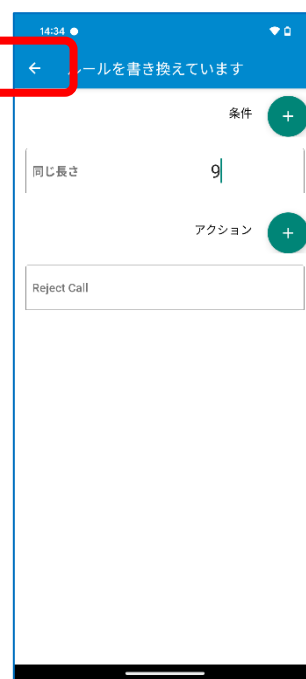 14:34
ルールを書き換えています
条件
+
同じ長さ
9
アクション
+
Reject Call